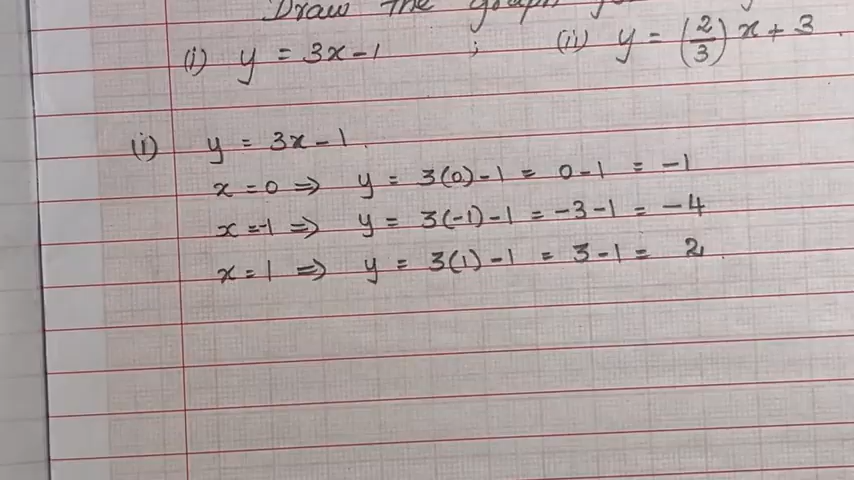 Draw the graph
(i) y = 3x-1 ; (ii) y = (2/3) x + 3 .
(i) y = 3x-1.
x=0 ⇒ y = 3(0)-1 = 0-1 = -1
x=-1 ⇒ y = 3(-1)-1 = -3-1 = -4
x=1 ⇒ y = 3(1)-1 = 3-1 = 2.